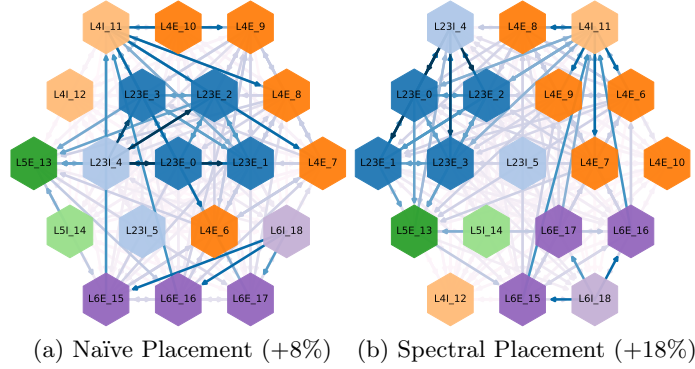 L4I_11 L4E_10 L4E_9
L4I_12 L23E_3 L23E_2 L4E_8
L5E_13 L23I_4 L23E_0 L23E_1 L4E_7
L5I_14 L23I_5 L4E_6 L6I_18
L6E_15 L6E_16 L6E_17
(a) Naïve Placement (+8%)
L23I_4 L4E_8 L4I_11
L23E_0 L23E_2 L4E_9 L4E_6
L23E_1 L23E_3 L23I_5 L4E_7 L4E_10
L5E_13 L5I_14 L6E_17 L6E_16
L4I_12 L6E_15 L6I_18
(b) Spectral Placement (+18%)